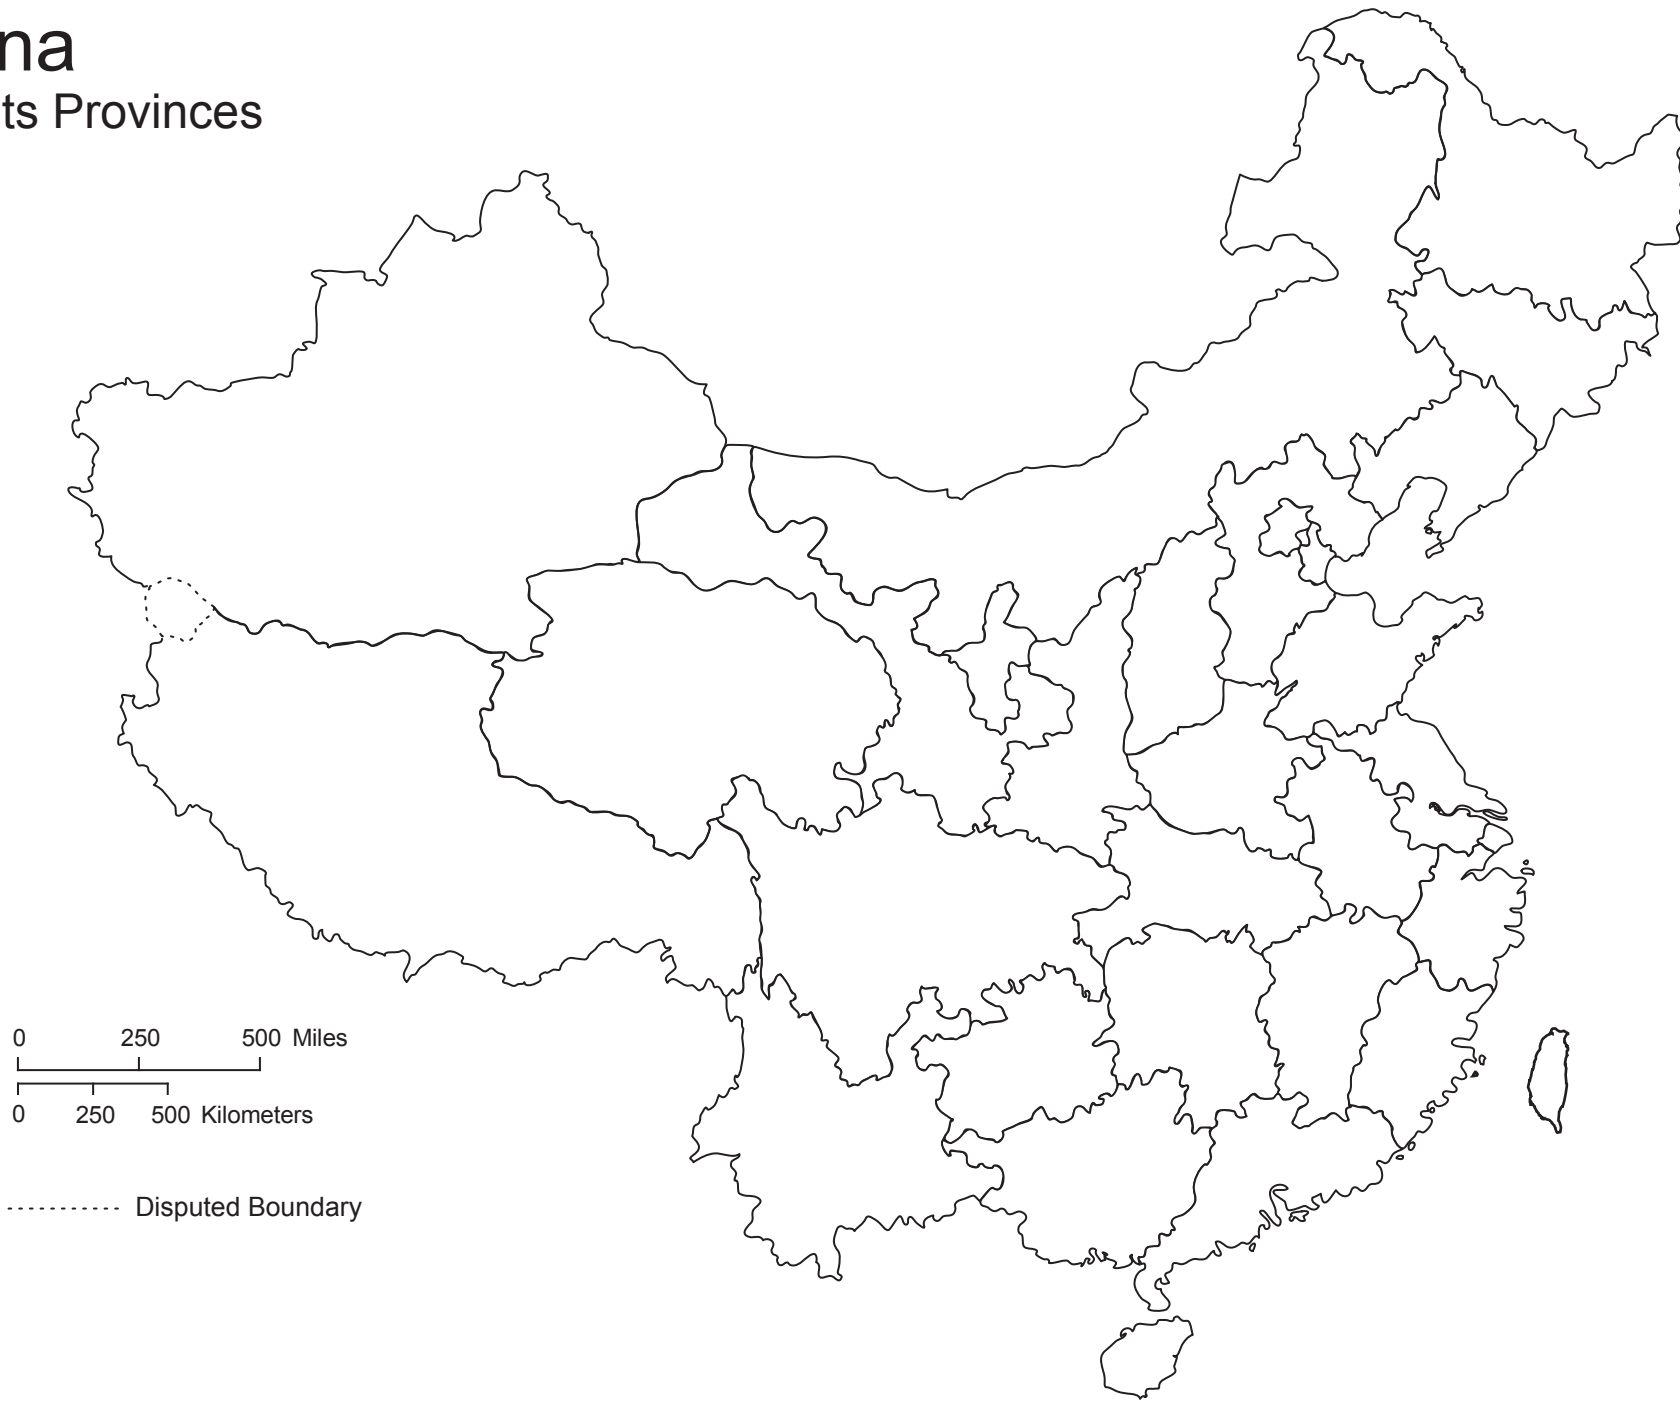 na
ts Provinces
0 250 500 Miles
0 250 500 Kilometers
Disputed Boundary